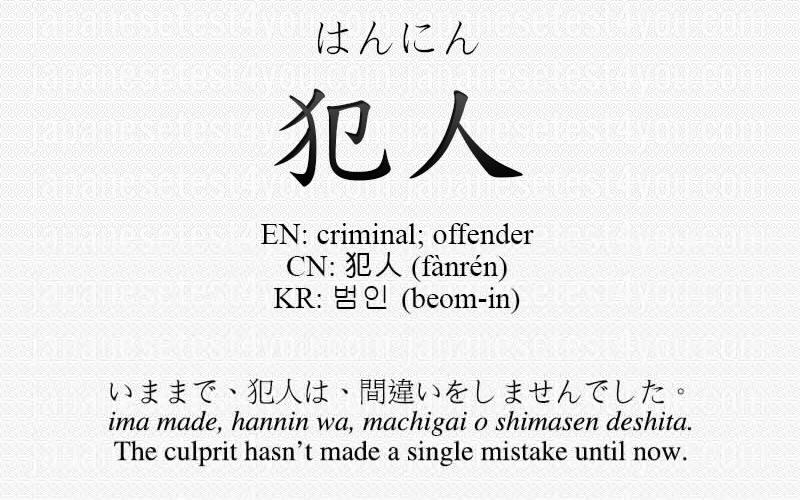 はんにん
犯人
EN: criminal; offender
CN: 犯人 (fànrén)
KR: 범인 (beom-in)
いままで、犯人は、間違いをしませんでした。
ima made, hannin wa, machigai o shimasen deshita.
The culprit hasn't made a single mistake until now.